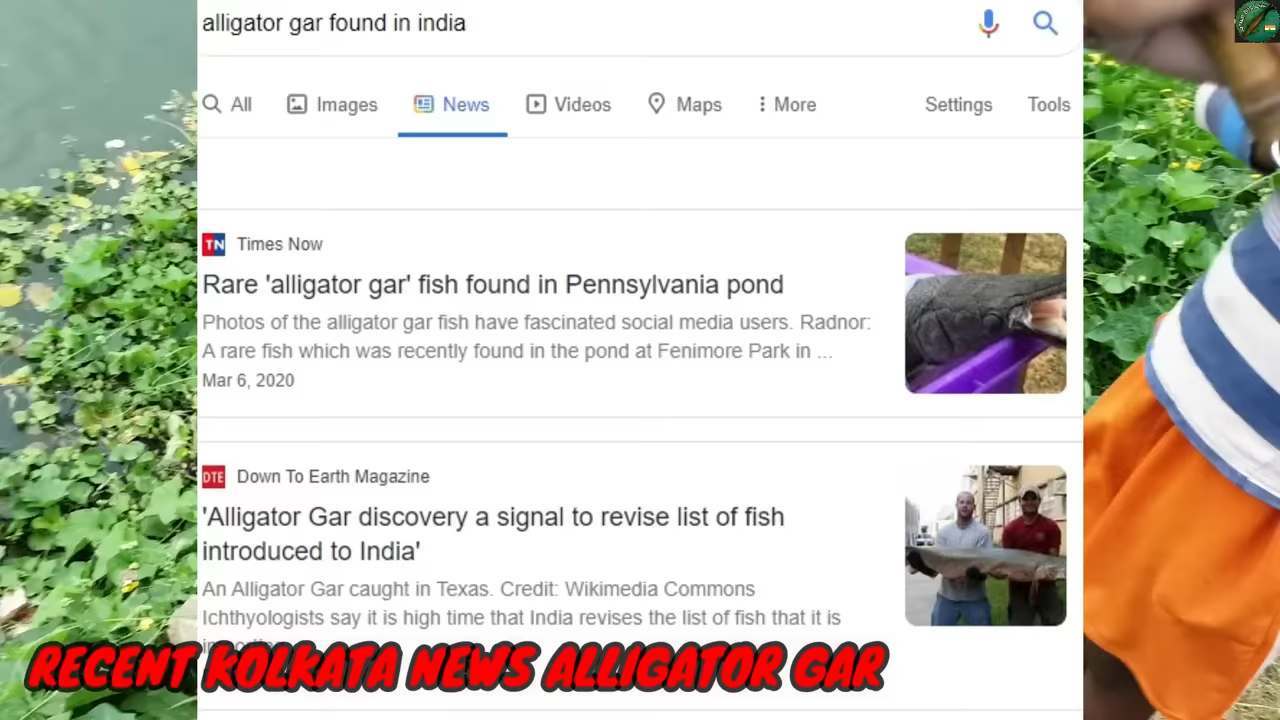 alligator gar found in india
All Images News Videos Maps More Settings Tools
TN Times Now
Rare 'alligator gar' fish found in Pennsylvania pond
Photos of the alligator gar fish have fascinated social media users. Radnor:
A rare fish which was recently found in the pond at Fenimore Park in ...
Mar 6, 2020
DTE Down To Earth Magazine
'Alligator Gar discovery a signal to revise list of fish
introduced to India'
An Alligator Gar caught in Texas. Credit: Wikimedia Commons
Ichthyologists say it is high time that India revises the list of fish that it is
RECENT KOLKATA NEWS ALLIGATOR GAR